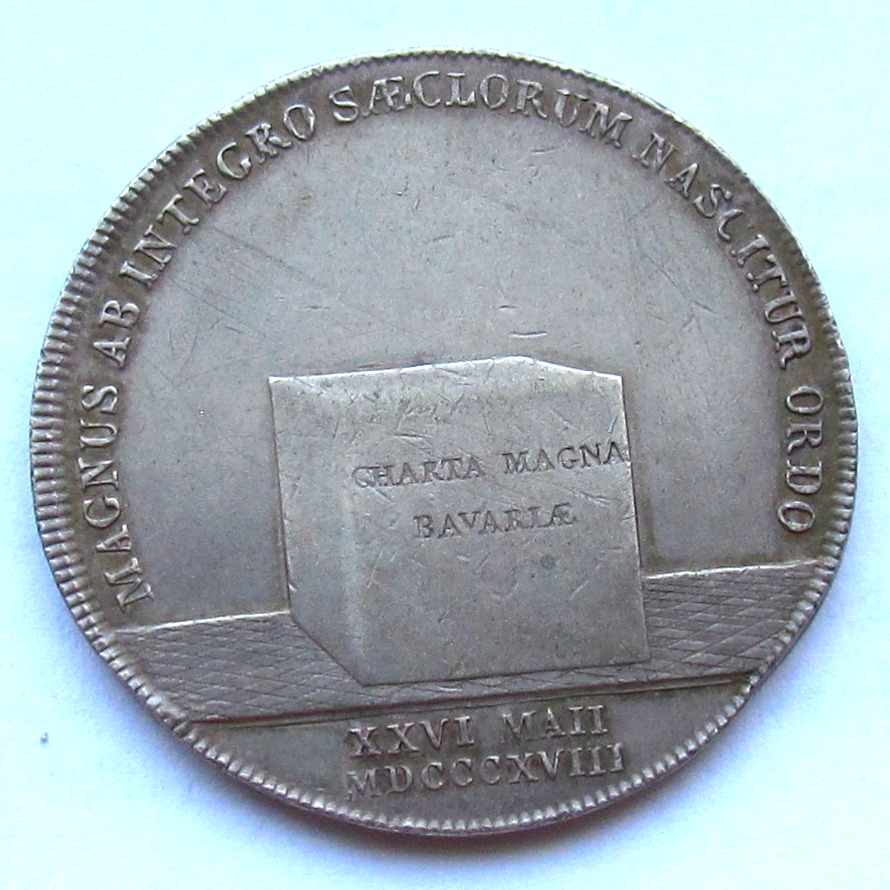 MAGNUS AB INTEGRO SÆCLORUM NASCITUR ORDO
CHARTA MAGNA
BAVARIÆ
XXVI MAII
MDCCCXVIII